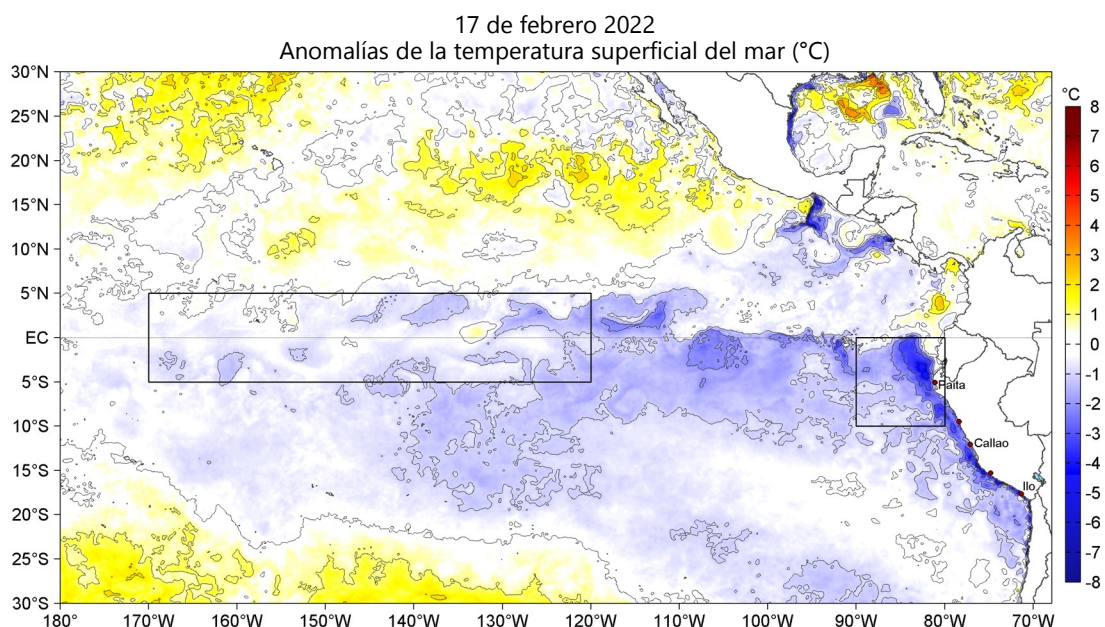 17 de febrero 2022
Anomalías de la temperatura superficial del mar (°C)
30°N
25°N
20°N
15°N
10°N
5°N
EC
5°S
10°S
15°S
20°S
25°S
30°S
180 170°W 160°W 150°W 140°W 130°W 120°W 110°W 100°W 90°W 80°W 70°W
Paita
Callao
Ilo
°C
8
7
6
5
4
3
2
1
0
-1
-2
-3
-4
-5
-6
-7
-8